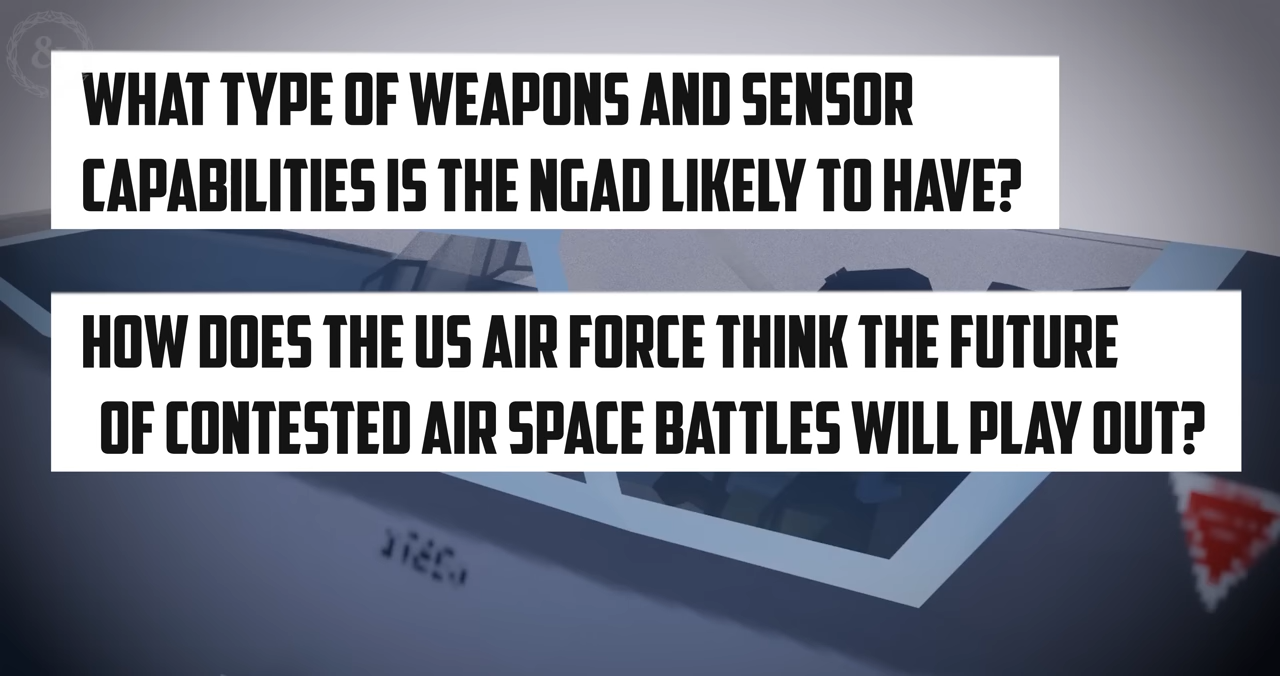 &
WHAT TYPE OF WEAPONS AND SENSOR
CAPABILITIES IS THE NGAD LIKELY TO HAVE?
HOW DOES THE US AIR FORCE THINK THE FUTURE
OF CONTESTED AIR SPACE BATTLES WILL PLAY OUT?